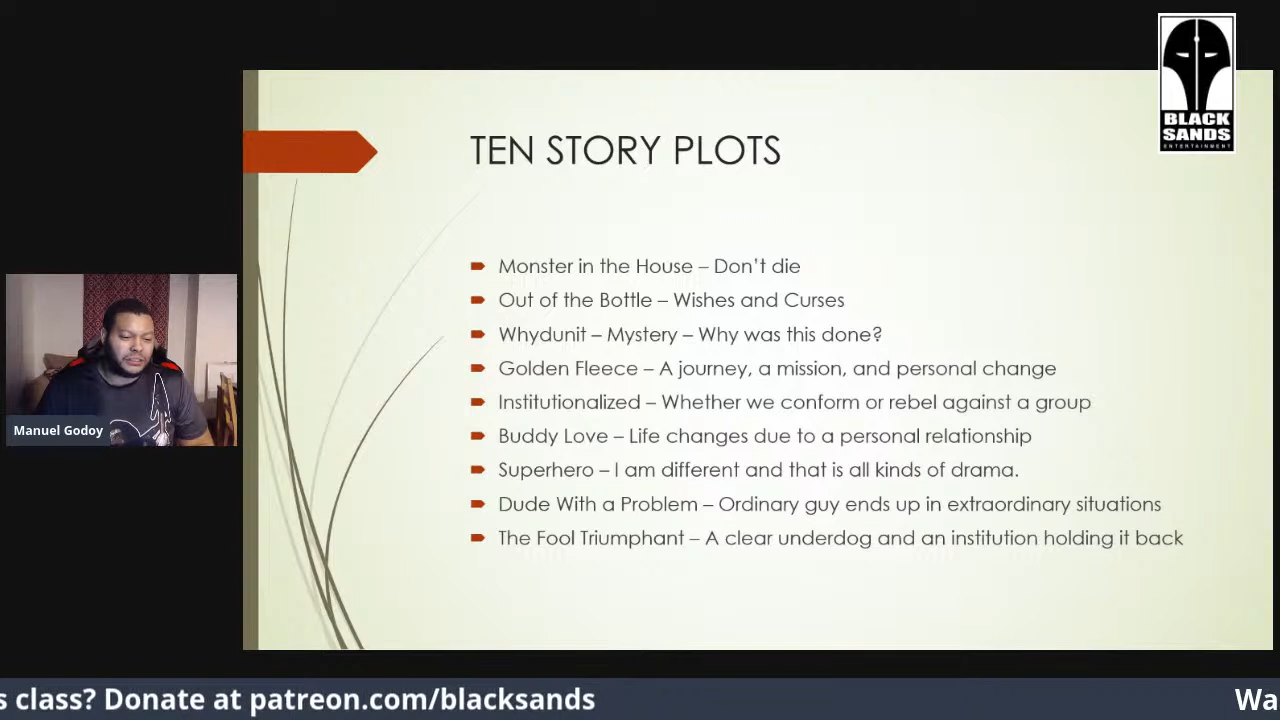 BLACK
SANDS
ENTERTAINMENT
TEN STORY PLOTS
Monster in the House – Don’t die
Out of the Bottle – Wishes and Curses
Whydunit – Mystery – Why was this done?
Golden Fleece – A journey, a mission, and personal change
Institutionalized – Whether we conform or rebel against a group
Buddy Love – Life changes due to a personal relationship
Superhero – I am different and that is all kinds of drama.
Dude With a Problem – Ordinary guy ends up in extraordinary situations
The Fool Triumphant – A clear underdog and an institution holding it back
Manuel Godoy
s class? Donate at patreon.com/blacksands
Wa